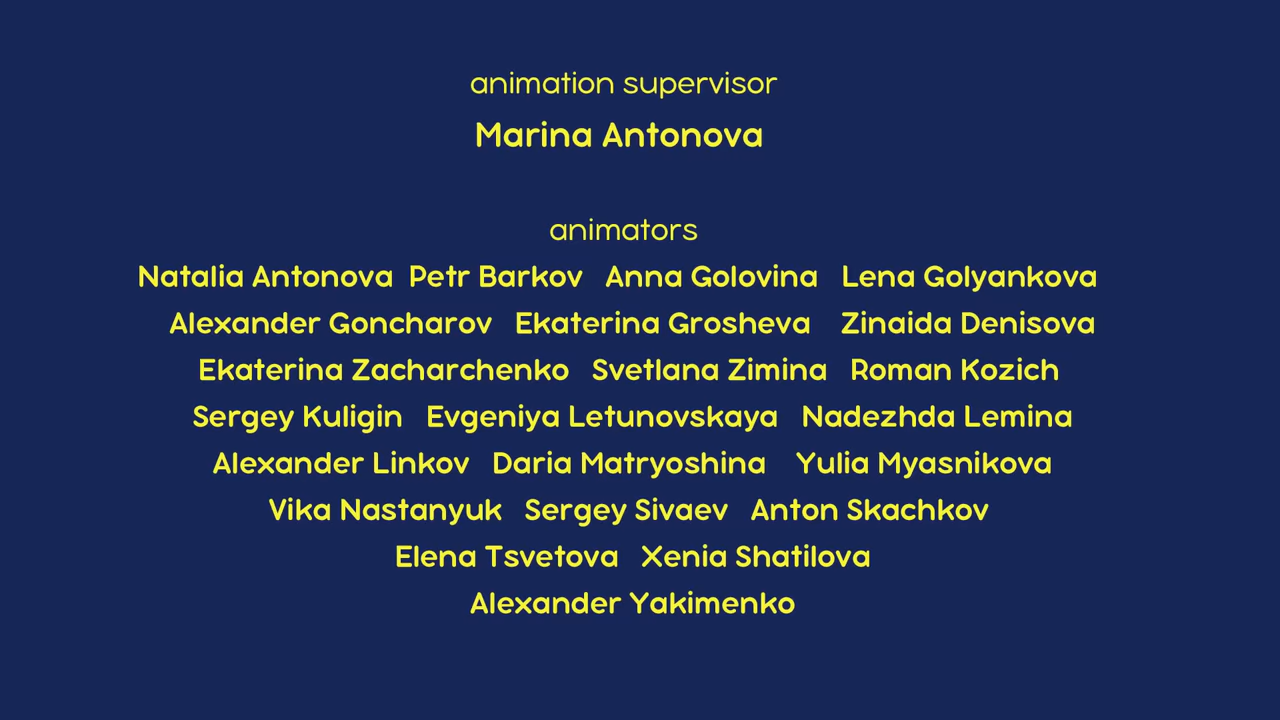 animation supervisor
Marina Antonova
animators
Natalia Antonova Petr Barkov Anna Golovina Lena Golyankova
Alexander Goncharov Ekaterina Grosheva Zinaida Denisova
Ekaterina Zacharchenko Svetlana Zimina Roman Kozich
Sergey Kuligin Evgeniya Letunovskaya Nadezhda Lemina
Alexander Linkov Daria Matryoshina Yulia Myasnikova
Vika Nastanyuk Sergey Sivaev Anton Skachkov
Elena Tsvetova Xenia Shatilova
Alexander Yakimenko